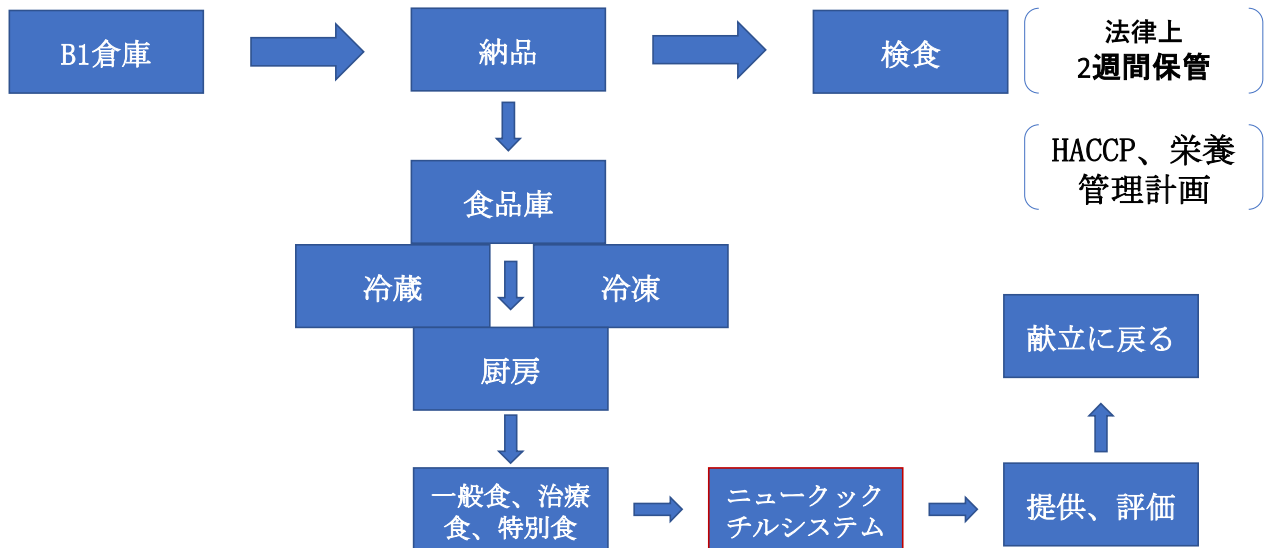 B1倉庫
納品
検食
法律上
2週間保管
HACCP、栄養
管理計画
食品庫
冷蔵
冷凍
厨房
献立に戻る
一般食、治療
食、特別食
ニュークック
チルシステム
提供、評価